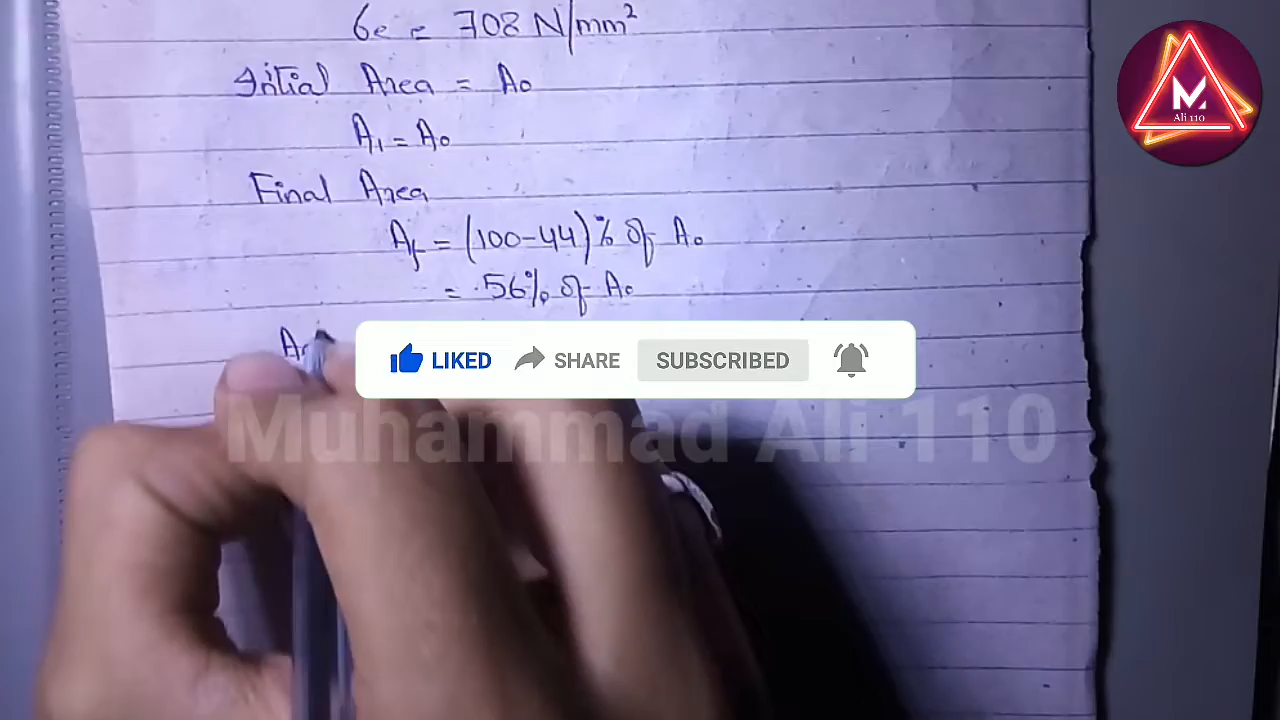 6e = 708 N/mm²
Initial Area = A₀
A₁ = A₀
Final Area
Af = (100-44)% of A₀
= .56% of A₀
LIKED SHARE SUBSCRIBED
Muhammad Ali 110
M
Ali 110